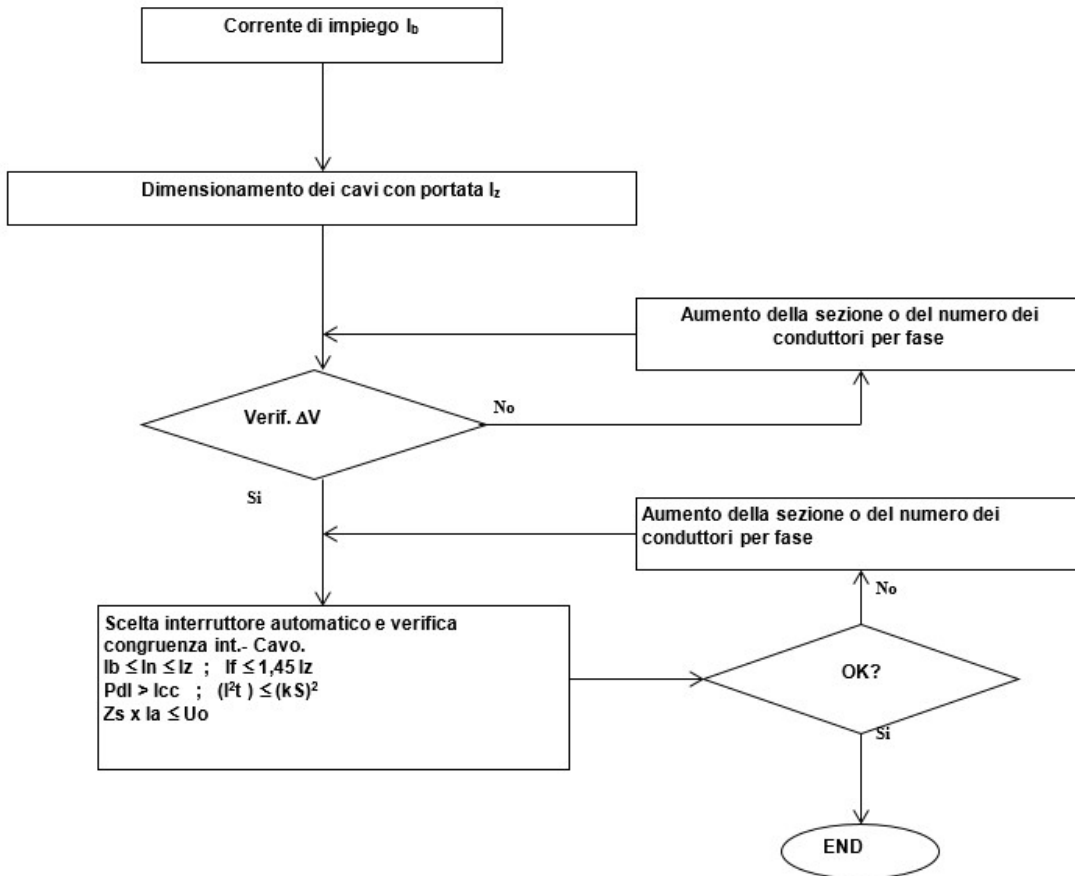 Corrente di impiego Ib
Dimensionamento dei cavi con portata Iz
Aumento della sezione o del numero dei
conduttori per fase
Verif. ΔV
No
Si
Aumento della sezione o del numero dei
conduttori per fase
No
Scelta interruttore automatico e verifica
congruenza int.- Cavo.
Ib ≤ In ≤ Iz ; If ≤ 1,45 Iz
PdI > Icc ; (I²t ) ≤ (kS)²
Zs x Ia ≤ Uo
OK?
Si
END